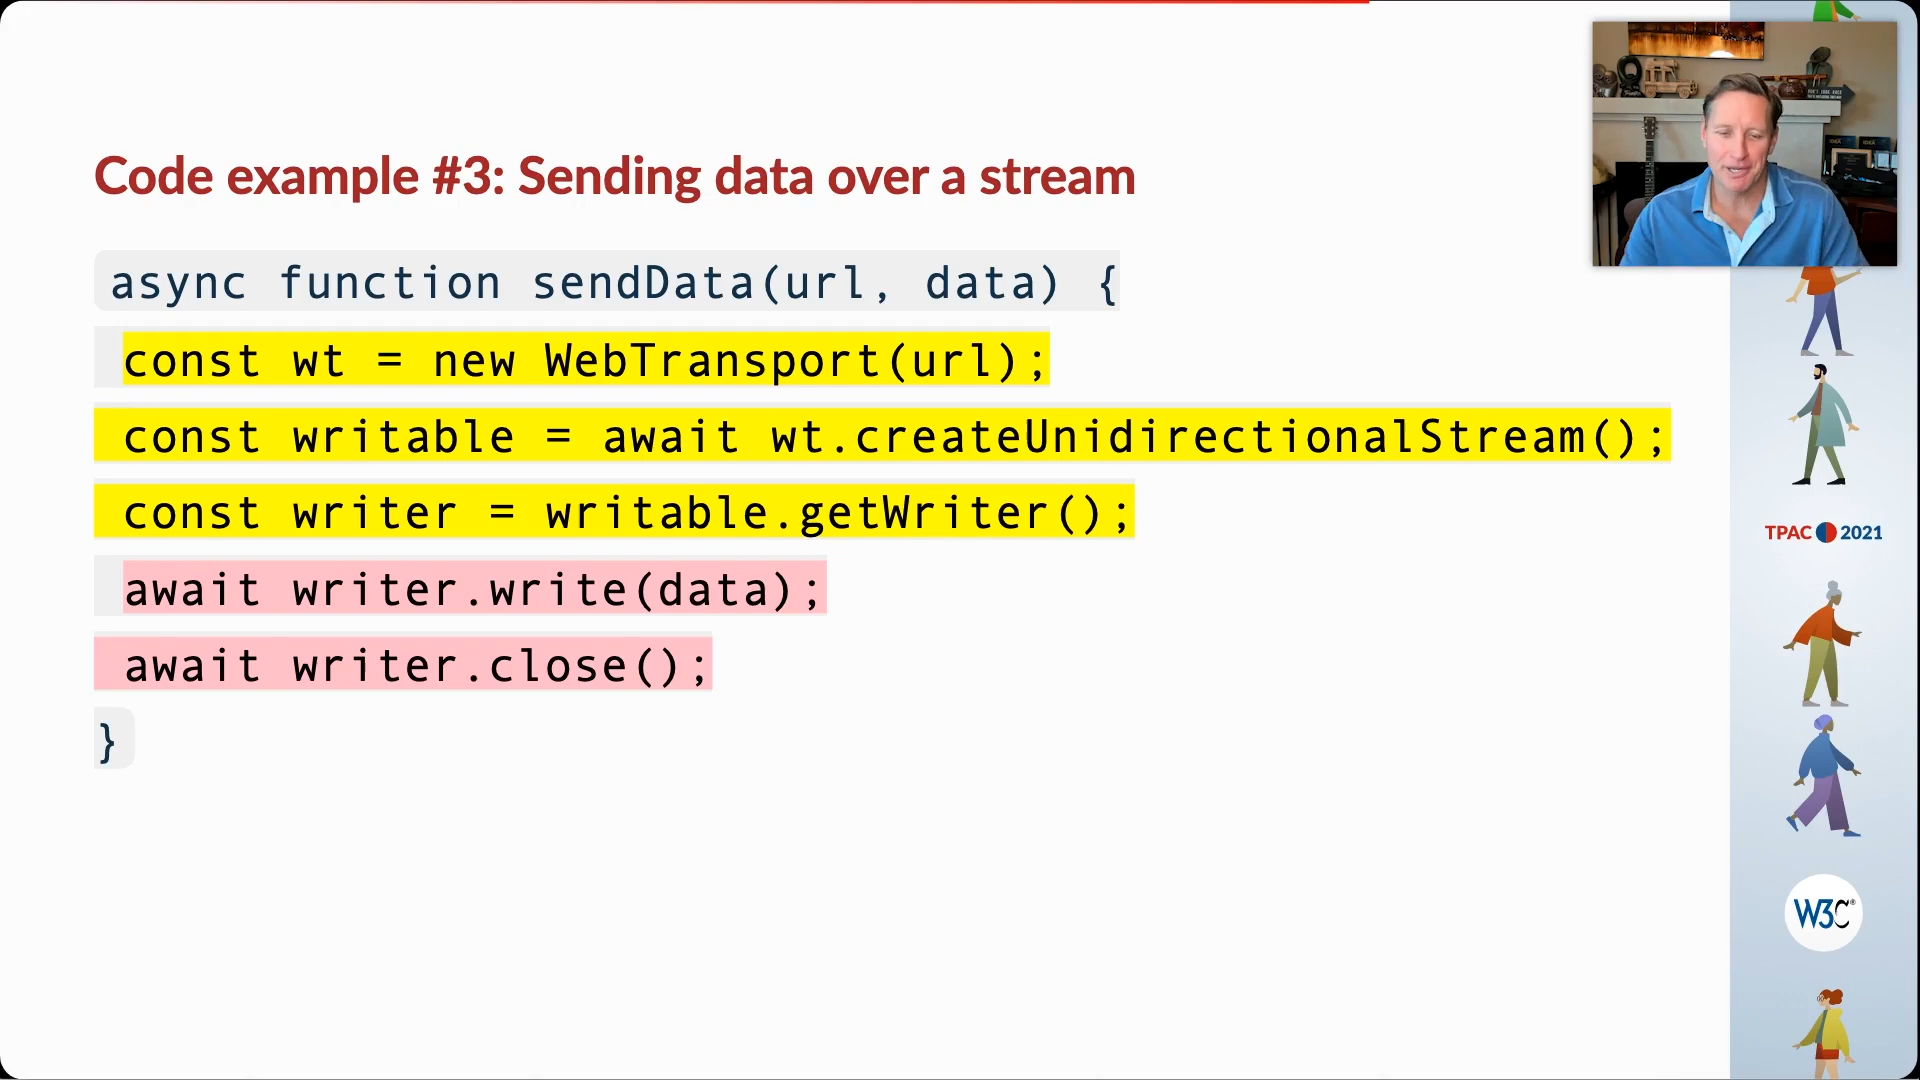 Code example #3: Sending data over a stream
async function sendData(url, data) {
const wt = new WebTransport(url);
const writable = await wt.createUnidirectionalStream();
const writer = writable.getWriter();
await writer.write(data);
await writer.close();
}
TPAC 2021
W3C®